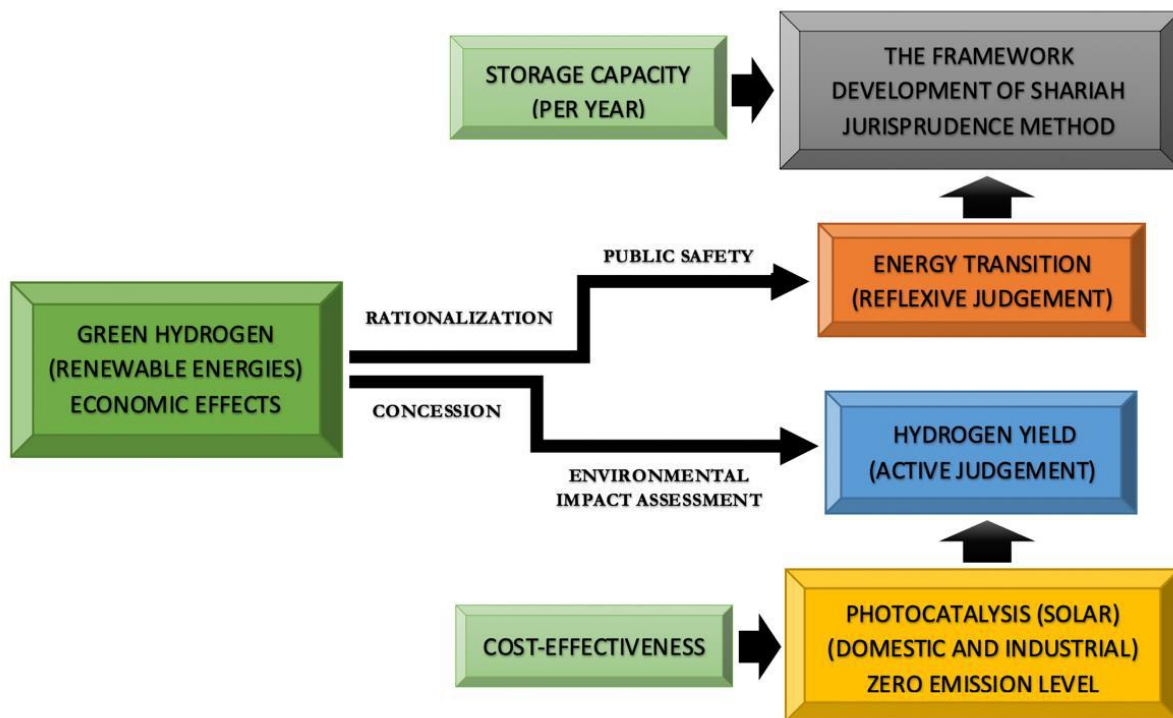 STORAGE CAPACITY
(PER YEAR)
THE FRAMEWORK
DEVELOPMENT OF SHARIAH
JURISPRUDENCE METHOD
PUBLIC SAFETY
ENERGY TRANSITION
(REFLEXIVE JUDGEMENT)
RATIONALIZATION
GREEN HYDROGEN
(RENEWABLE ENERGIES)
ECONOMIC EFFECTS
CONCESSION
HYDROGEN YIELD
(ACTIVE JUDGEMENT)
ENVIRONMENTAL
IMPACT ASSESSMENT
COST-EFFECTIVENESS
PHOTOCATALYSIS (SOLAR)
(DOMESTIC AND INDUSTRIAL)
ZERO EMISSION LEVEL